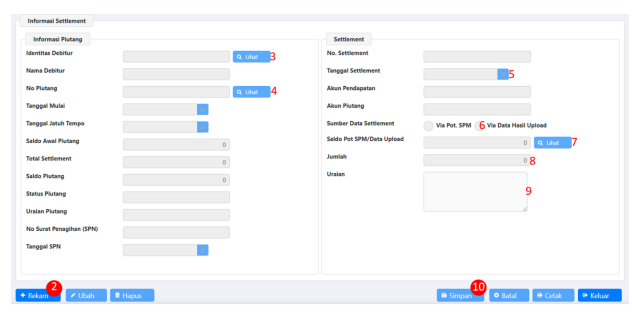 Informasi Settlement
Informasi Piutang
Identitas Debitur
Lihat 3
Nama Debitur
No Piutang
Lihat 4
Tanggal Mulai
Tanggal Jatuh Tempo
Saldo Awal Piutang 0
Total Settlement 0
Saldo Piutang 0
Status Piutang
Uraian Piutang
No Surat Penagihan (SPN)
Tanggal SPN
Settlement
No. Settlement
Tanggal Settlement 5
Akun Pendapatan
Akun Piutang
Sumber Data Settlement Via Pot. SPM 6 Via Data Hasil Upload
Saldo Pot SPM/Data Upload 0 Lihat 7
Jumlah 0 8
Uraian
9
2 10
Rekam Ubah Hapus Simpan Batal Cetak Keluar